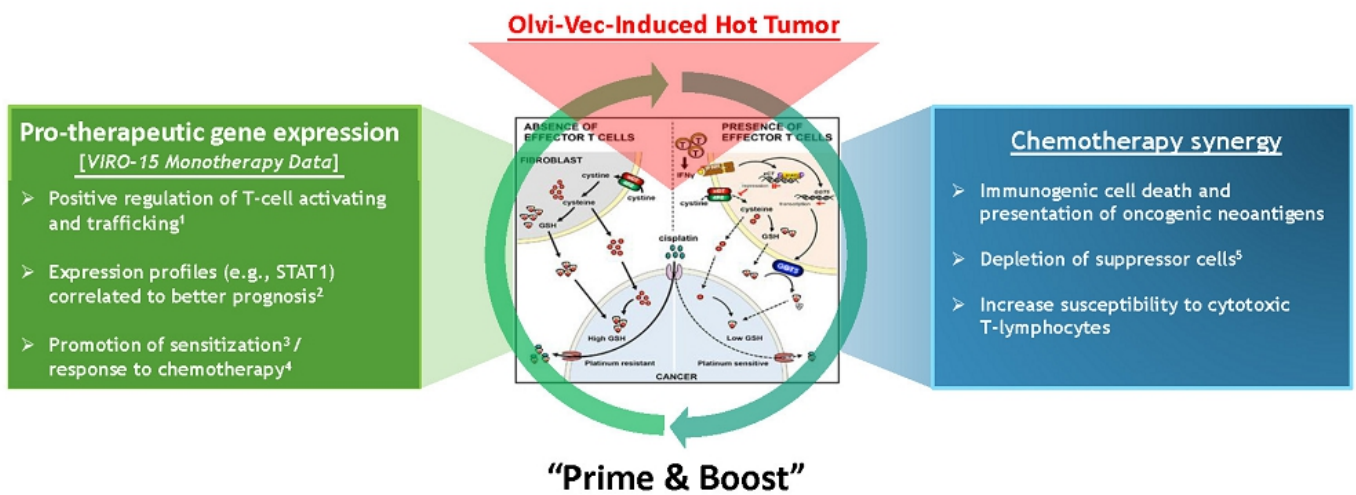 Olvi-Vec-Induced Hot Tumor
Pro-therapeutic gene expression
[VIRO-15 Monotherapy Data]
➢ Positive regulation of T-cell activating
and trafficking¹
➢ Expression profiles (e.g., STAT1)
correlated to better prognosis²
➢ Promotion of sensitization³ /
response to chemotherapy⁴
ABSENCE OF
EFFECTOR T CELLS
FIBROBLAST
cystine
cystine
cysteine
GSH
High GSH
Platinum resistant
PRESENCE OF
EFFECTOR T CELLS
T
T
T
IFNγ
cystine
cysteine
GSH
transcription
cisplatin
Low GSH
Platinum sensitive
CANCER
Chemotherapy synergy
➢ Immunogenic cell death and
presentation of oncogenic neoantigens
➢ Depletion of suppressor cells⁵
➢ Increase susceptibility to cytotoxic
T-lymphocytes
“Prime & Boost”